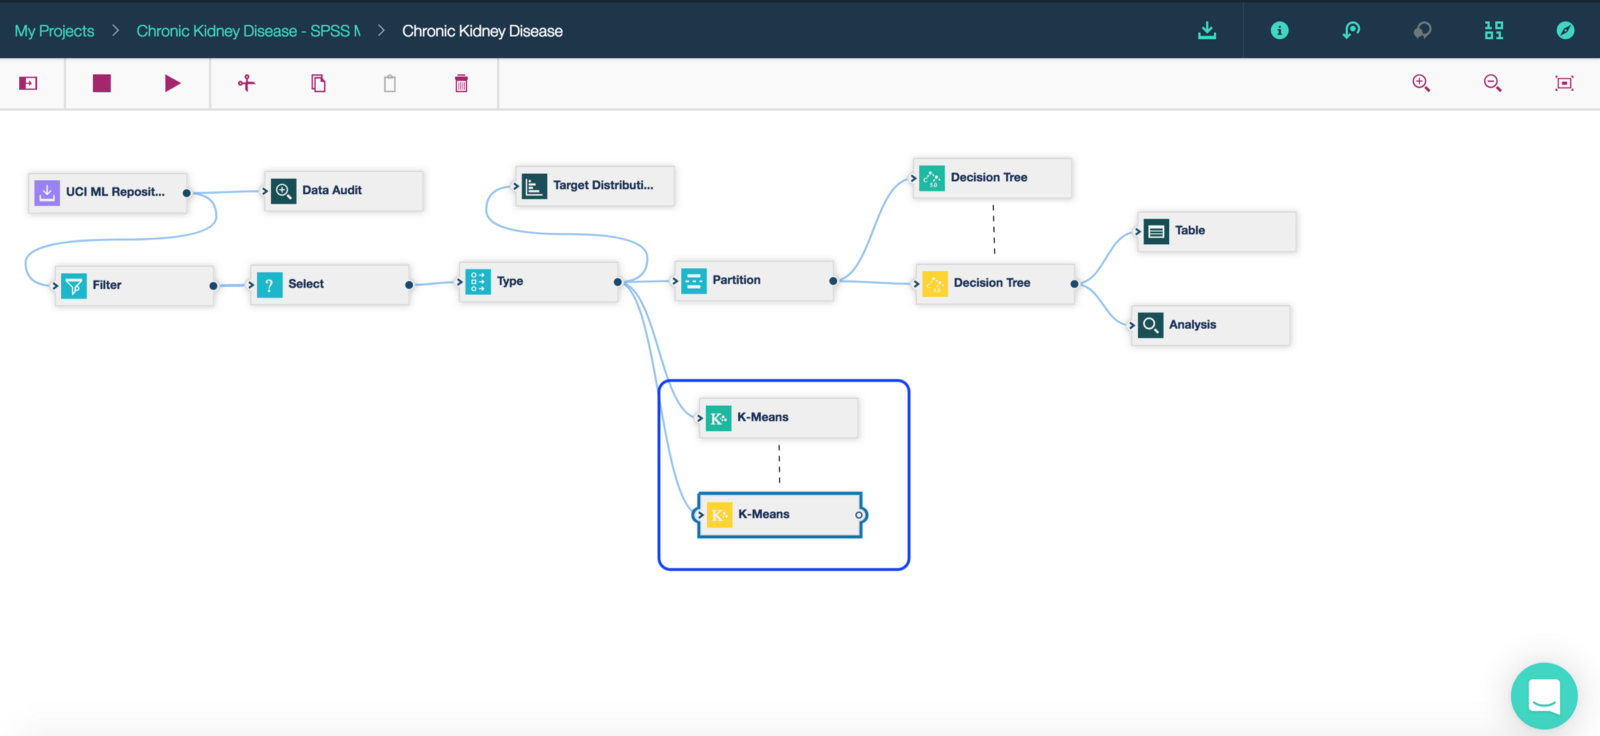 My Projects > Chronic Kidney Disease - SPSS M > Chronic Kidney Disease
UCI ML Reposit...
Data Audit
Target Distributi...
Decision Tree
Table
Filter
Select
Type
Partition
Decision Tree
Analysis
K-Means
K-Means